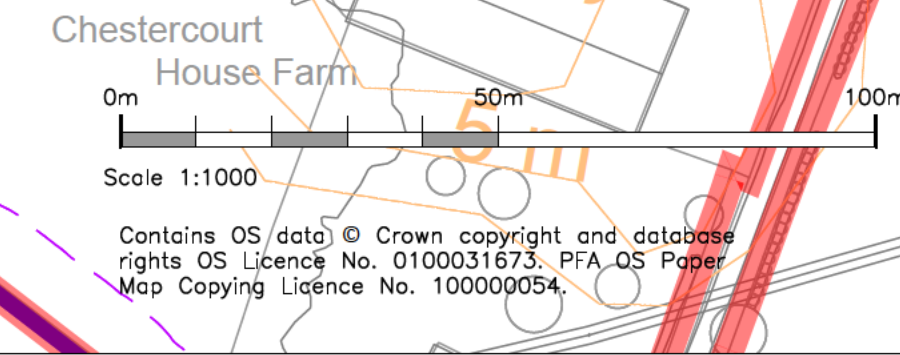 Chestercourt
House Farm
0m 50m 100m
5 m
Scale 1:1000
Contains OS data © Crown copyright and database
rights OS Licence No. 0100031673. PFA OS Paper
Map Copying Licence No. 100000054.